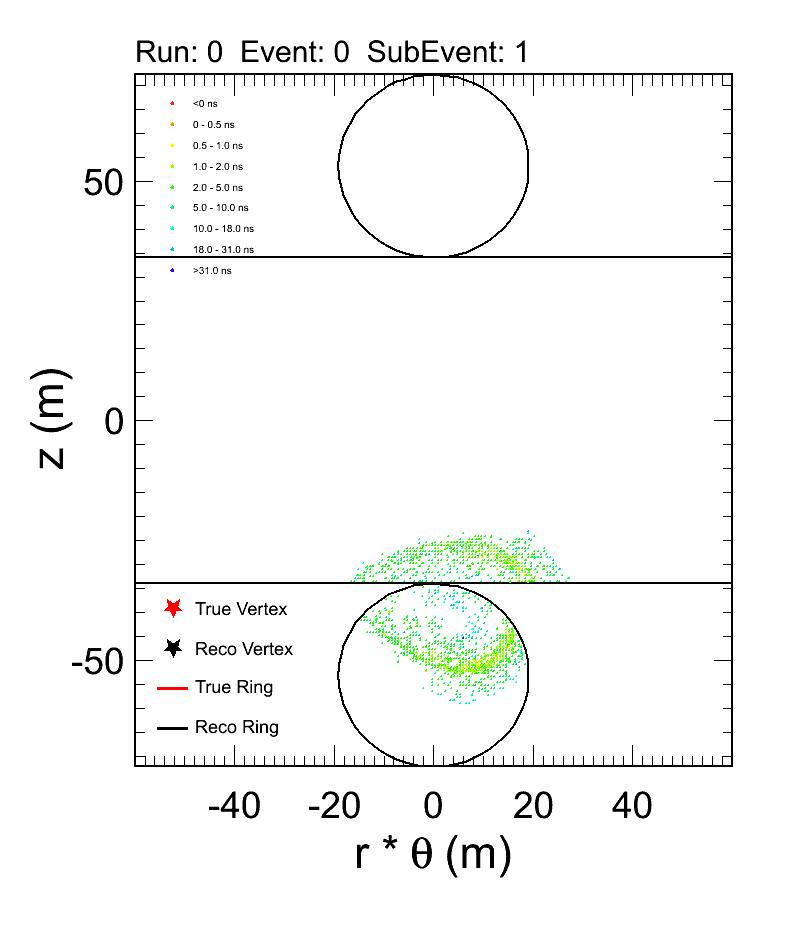 Run: 0 Event: 0 SubEvent: 1
<0 ns
0 - 0.5 ns
0.5 - 1.0 ns
1.0 - 2.0 ns
2.0 - 5.0 ns
5.0 - 10.0 ns
10.0 - 18.0 ns
18.0 - 31.0 ns
>31.0 ns
50
0
-50
z (m)
True Vertex
Reco Vertex
True Ring
Reco Ring
-40 -20 0 20 40
r * θ (m)